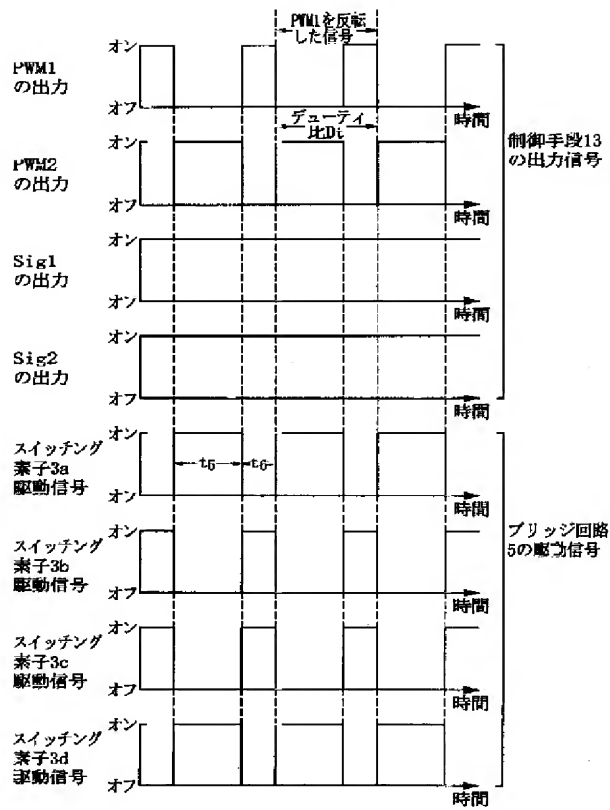 PWM1を反転
した信号
オン
PWM1
の出力
オフ
時間
デューティ
比Di
オン
PWM2
の出力
オフ
時間
制御手段13
の出力信号
オン
Sig1
の出力
オフ
時間
オン
Sig2
の出力
オフ
時間
オン
スイッチング
素子3a
駆動信号
オフ
t5
t6
時間
オン
スイッチング
素子3b
駆動信号
オフ
時間
ブリッジ回路
5の駆動信号
オン
スイッチング
素子3c
駆動信号
オフ
時間
オン
スイッチング
素子3d
駆動信号
オフ
時間